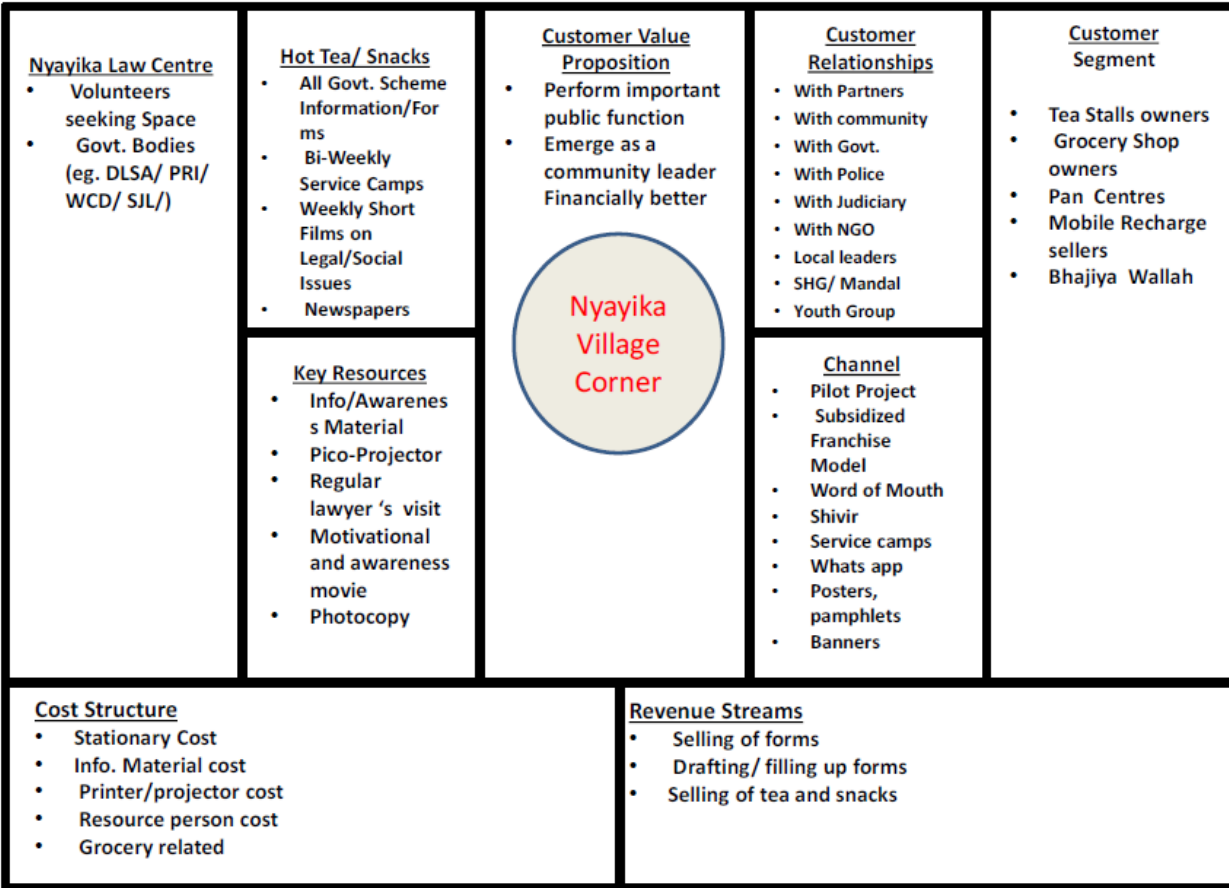 Nyayika Law Centre
• Volunteers
seeking Space
• Govt. Bodies
(eg. DLSA/ PRI/
WCD/ SJL/)
Hot Tea/ Snacks
• All Govt. Scheme
Information/For
ms
• Bi-Weekly
Service Camps
• Weekly Short
Films on
Legal/Social
Issues
• Newspapers
Key Resources
• Info/Awarenes
s Material
• Pico-Projector
• Regular
lawyer ‘s visit
• Motivational
and awareness
movie
• Photocopy
Customer Value
Proposition
• Perform important
public function
• Emerge as a
community leader
Financially better
Nyayika
Village
Corner
Customer
Relationships
• With Partners
• With community
• With Govt.
• With Police
• With Judiciary
• With NGO
• Local leaders
• SHG/ Mandal
• Youth Group
Channel
• Pilot Project
• Subsidized
Franchise
Model
• Word of Mouth
• Shivir
• Service camps
• Whats app
• Posters,
pamphlets
• Banners
Customer
Segment
• Tea Stalls owners
• Grocery Shop
owners
• Pan Centres
• Mobile Recharge
sellers
• Bhajiya Wallah
Cost Structure
• Stationary Cost
• Info. Material cost
• Printer/projector cost
• Resource person cost
• Grocery related
Revenue Streams
• Selling of forms
• Drafting/ filling up forms
• Selling of tea and snacks